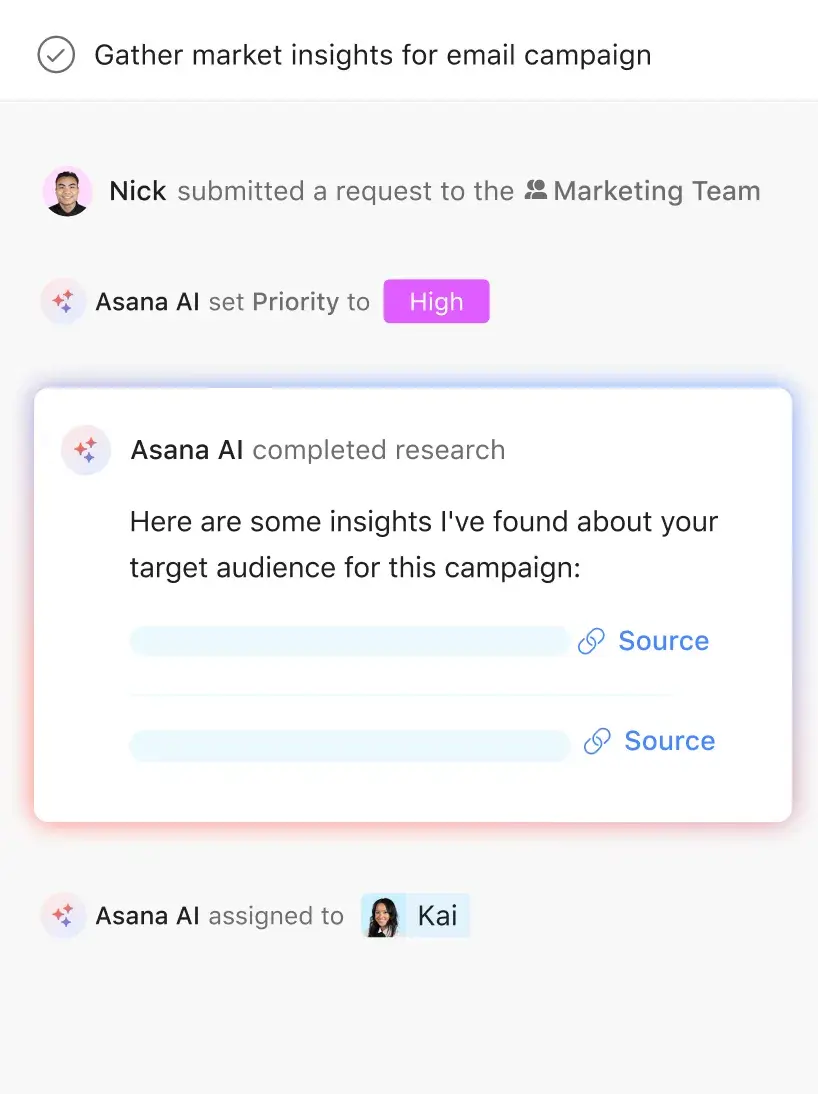 Gather market insights for email campaign
Nick submitted a request to the Marketing Team
Asana AI set Priority to High
Asana AI completed research
Here are some insights I've found about your
target audience for this campaign:
Source
Source
Asana AI assigned to Kai